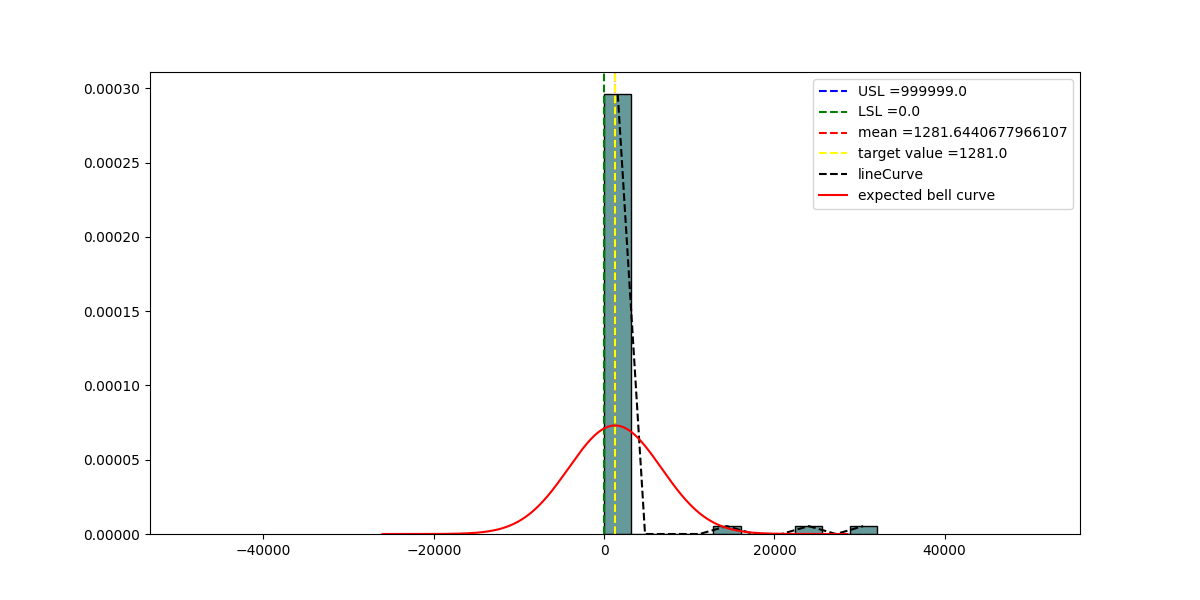 0.00030
0.00025
0.00020
0.00015
0.00010
0.00005
0.00000
−40000
−20000
0
20000
40000
USL =999999.0
LSL =0.0
mean =1281.6440677966107
target value =1281.0
lineCurve
expected bell curve